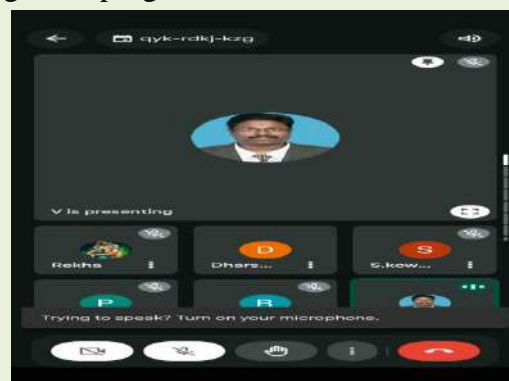 qyk-rdkj-kzg
V is presenting
Rekha
D
Dhars...
S
S.kow...
P
R
Trying to speak? Turn on your microphone.